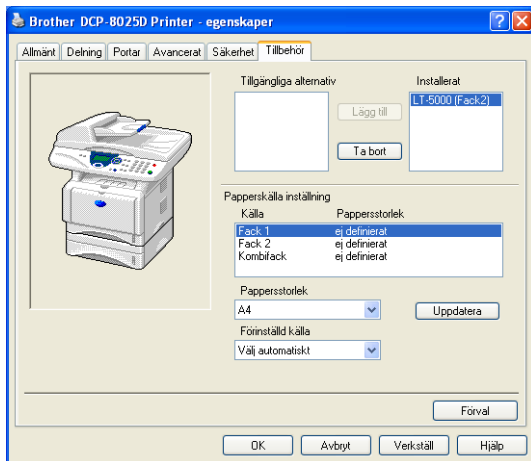 Brother DCP-8025D Printer - egenskaper
Allmänt Delning Portar Avancerat Säkerhet Tillbehör
Tillgängliga alternativ Installerat
LT-5000 (Fack2)
Lägg till
Ta bort
Papperskälla inställning
Källa Pappersstorlek
Fack 1 ej definierat
Fack 2 ej definierat
Kombifack ej definierat
Pappersstorlek
A4 Uppdatera
Förinställd källa
Välj automatiskt
Förval
OK Avbryt Verkställ Hjälp